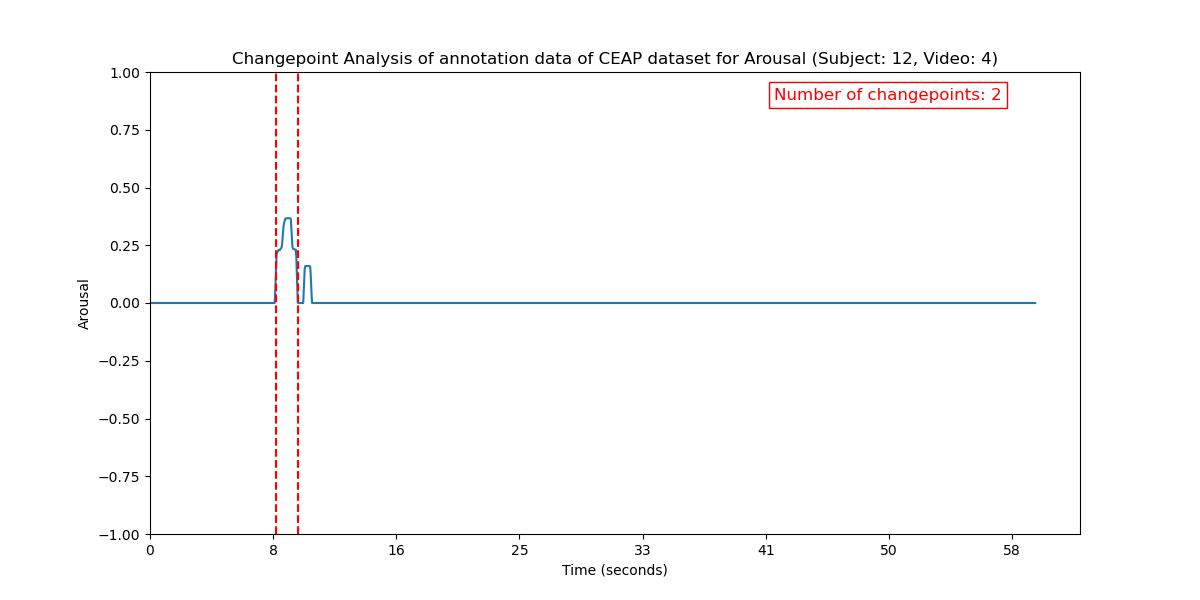 Changepoint Analysis of annotation data of CEAP dataset for Arousal (Subject: 12, Video: 4)
Number of changepoints: 2
1.00
0.75
0.50
0.25
0.00
−0.25
−0.50
−0.75
−1.00
Arousal
0 8 16 25 33 41 50 58
Time (seconds)